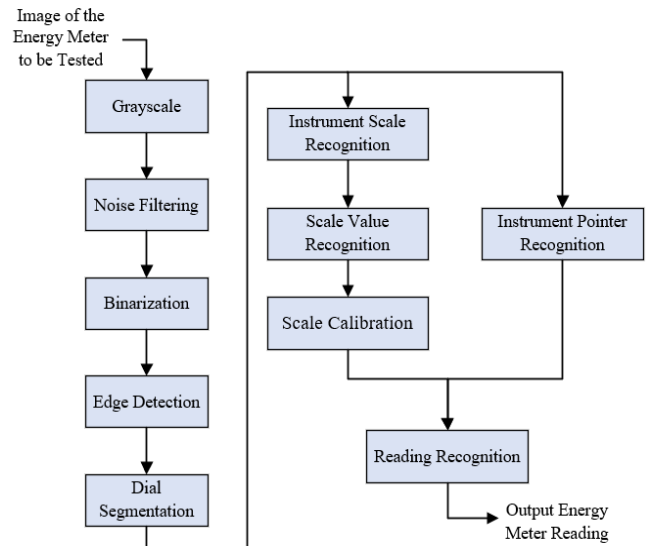 Image of the
Energy Meter
to be Tested
Grayscale
Noise Filtering
Binarization
Edge Detection
Dial
Segmentation
Instrument Scale
Recognition
Scale Value
Recognition
Scale Calibration
Instrument Pointer
Recognition
Reading Recognition
Output Energy
Meter Reading